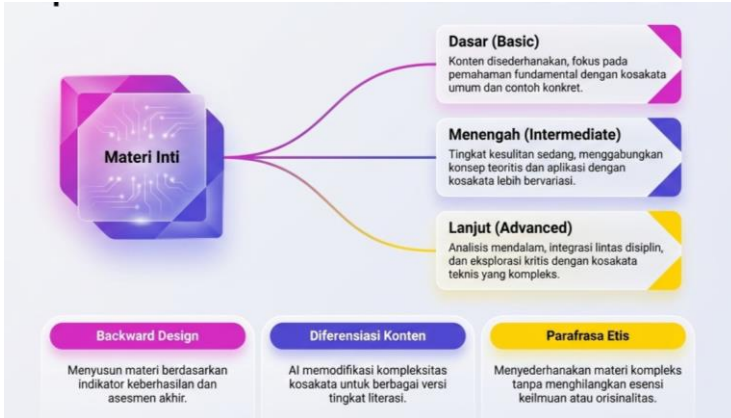 Materi Inti
Dasar (Basic)
Konten disederhanakan, fokus pada
pemahaman fundamental dengan kosakata
umum dan contoh konkret.
Menengah (Intermediate)
Tingkat kesulitan sedang, menggabungkan
konsep teoritis dan aplikasi dengan
kosakata lebih bervariasi.
Lanjut (Advanced)
Analisis mendalam, integrasi lintas disiplin,
dan eksplorasi kritis dengan kosakata
teknis yang kompleks.
Backward Design
Menyusun materi berdasarkan
indikator keberhasilan dan
asesmen akhir.
Diferensiasi Konten
AI memodifikasi kompleksitas
kosakata untuk berbagai versi
tingkat literasi.
Parafrasa Etis
Menyederhanakan materi kompleks
tanpa menghilangkan esensi
keilmuan atau orisinalitas.